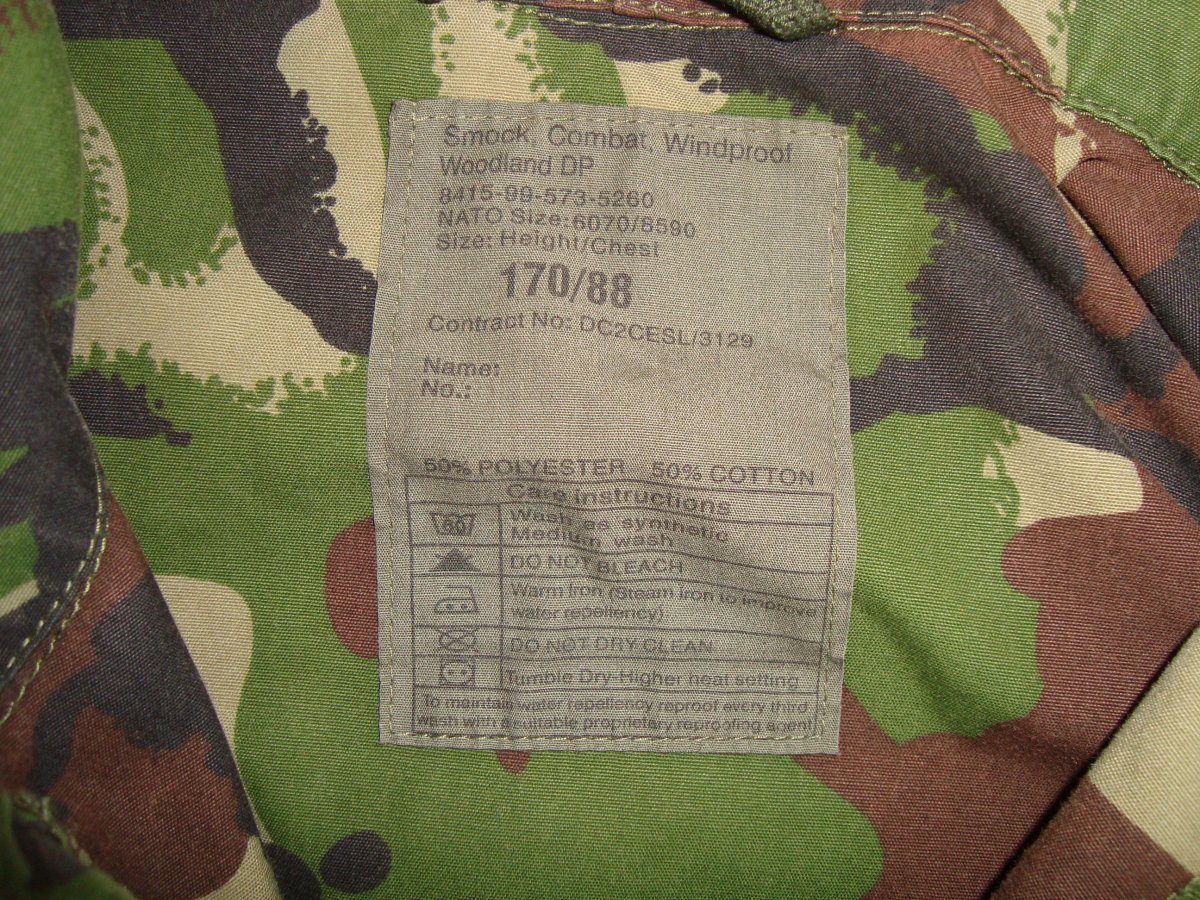 Smock, Combat, Windproof
Woodland DP
8415-99-573-5260
NATO Size:6070/8590
Size: Height/Chest
170/88
Contract No: DC2CESL/3129
Name:
No.:
50% POLYESTER 50% COTTON
Care instructions
60
Wash as synthetic
Medium wash
DO NOT BLEACH
Warm Iron (Steam Iron to improve
water repellency)
DO NOT DRY CLEAN
Tumble Dry-Higher heat setting
To maintain water repellency reproof every third
wash with a suitable proprietary reproofing agent